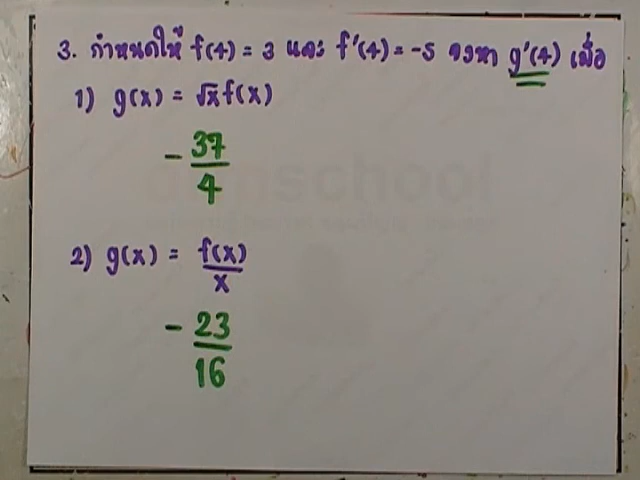 3. กำหนดให้ f(4) = 3 และ f'(4) = -5 จงหา g'(4) เมื่อ
1) g(x) = √x f(x)
- 37/4
2) g(x) = f(x)/x
- 23/16